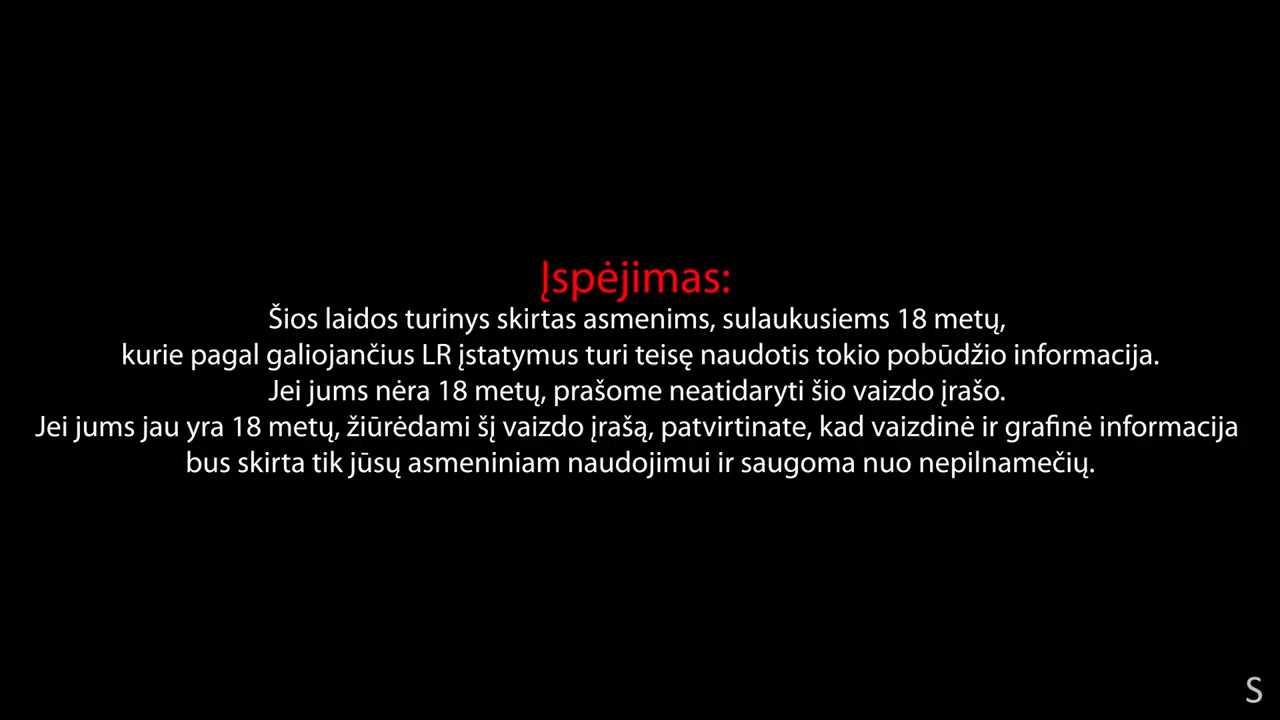 Įspėjimas:
Šios laidos turinys skirtas asmenims, sulaukusiems 18 metų,
kurie pagal galiojančius LR įstatymus turi teisę naudotis tokio pobūdžio informacija.
Jei jums nėra 18 metų, prašome neatidaryti šio vaizdo įrašo.
Jei jums jau yra 18 metų, žiūrėdami šį vaizdo įrašą, patvirtinate, kad vaizdinė ir grafinė informacija
bus skirta tik jūsų asmeniniam naudojimui ir saugoma nuo nepilnamečių.
S